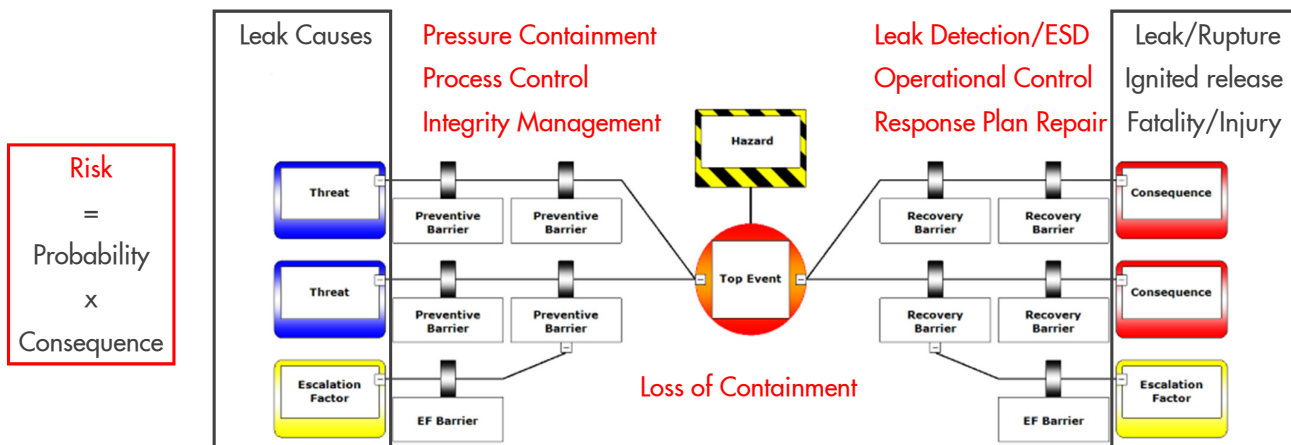 Leak Causes
Pressure Containment
Process Control
Integrity Management
Leak Detection/ESD
Operational Control
Response Plan Repair
Leak/Rupture
Ignited release
Fatality/Injury
Risk
=
Probability
x
Consequence
Hazard
Threat
Preventive
Barrier
Preventive
Barrier
Recovery
Barrier
Recovery
Barrier
Consequence
Top Event
Threat
Preventive
Barrier
Preventive
Barrier
Recovery
Barrier
Recovery
Barrier
Consequence
Loss of Containment
Escalation
Factor
EF Barrier
EF Barrier
Escalation
Factor